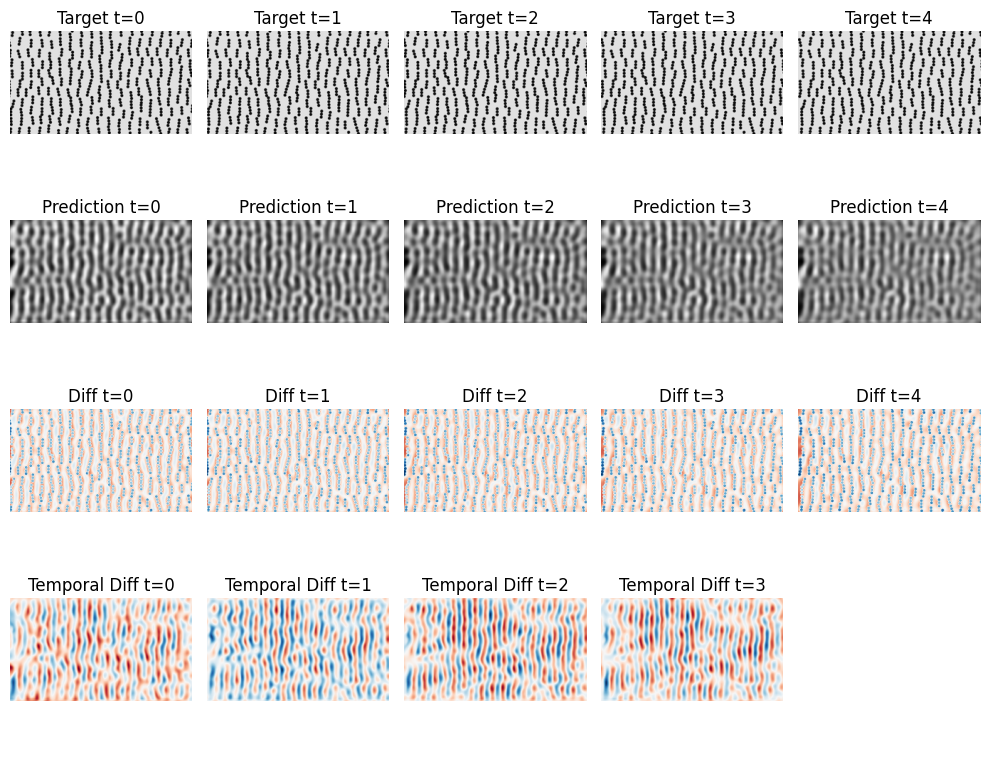 Target t=0 Target t=1 Target t=2 Target t=3 Target t=4
Prediction t=0 Prediction t=1 Prediction t=2 Prediction t=3 Prediction t=4
Diff t=0 Diff t=1 Diff t=2 Diff t=3 Diff t=4
Temporal Diff t=0 Temporal Diff t=1 Temporal Diff t=2 Temporal Diff t=3